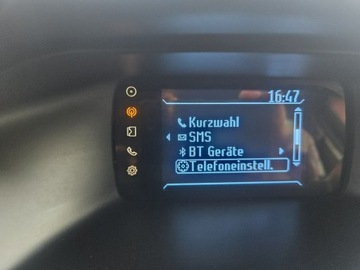 16:47
Kurzwahl
SMS
BT Geräte
Telefoneinstell.